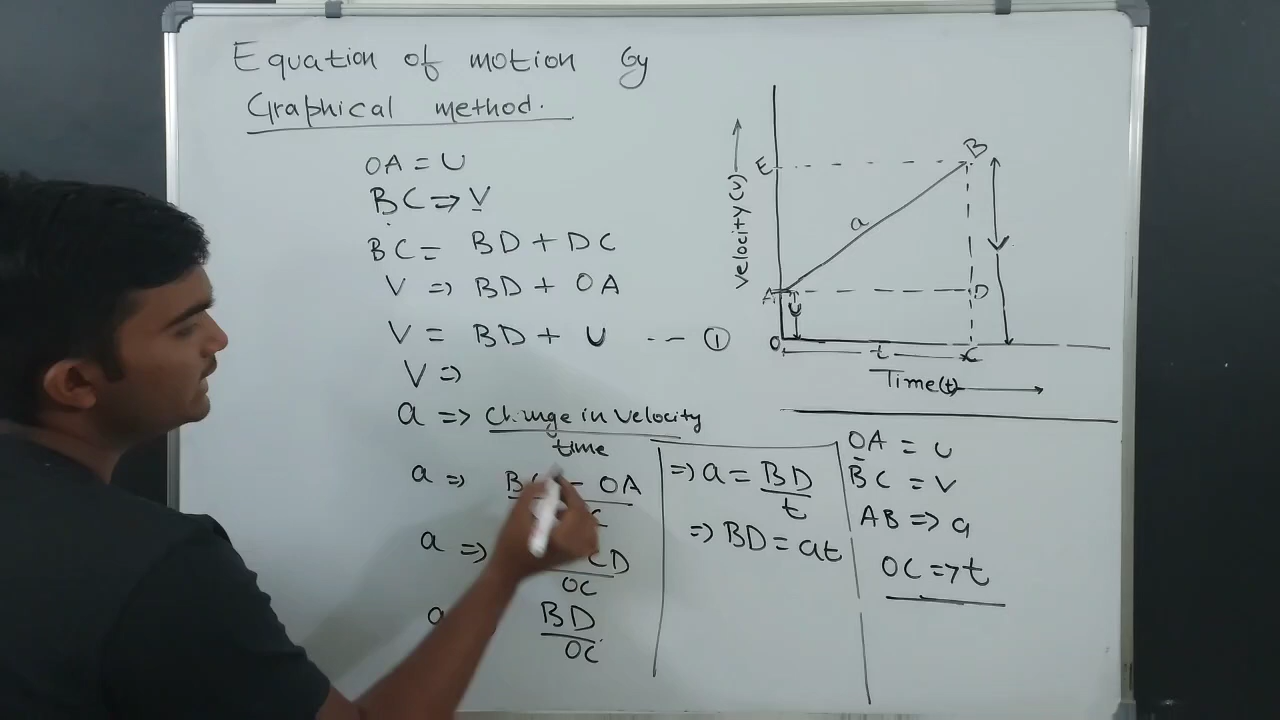 Equation of motion by
Graphical method.
OA = U
BC => V
BC = BD + DC
V => BD + OA
V = BD + U --- ①
V =>
a => Change in Velocity
time
a => - OA
a => CD
OC
a BD
OC
=> a = BD
t
=> BD = at
OA = U
BC = V
AB => a
OC => t
velocity(v)
E
B
a
A
U
D
O
t
C
Time(t)